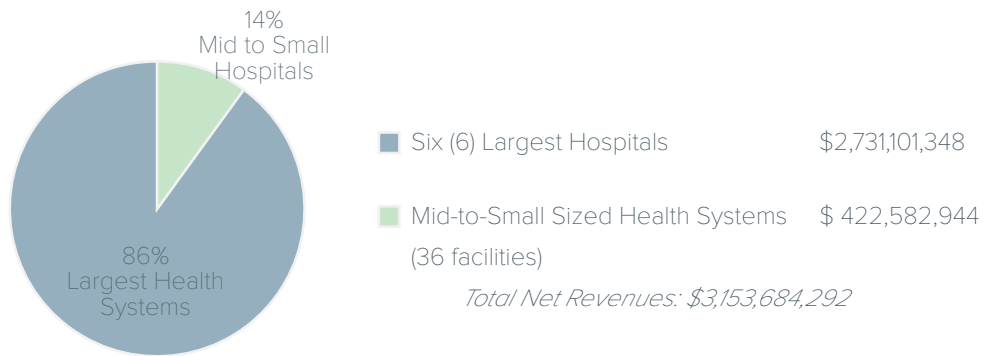 14%
Mid to Small
Hospitals
Six (6) Largest Hospitals $2,731,101,348
Mid-to-Small Sized Health Systems $ 422,582,944
(36 facilities)
86%
Largest Health
Systems
Total Net Revenues: $3,153,684,292